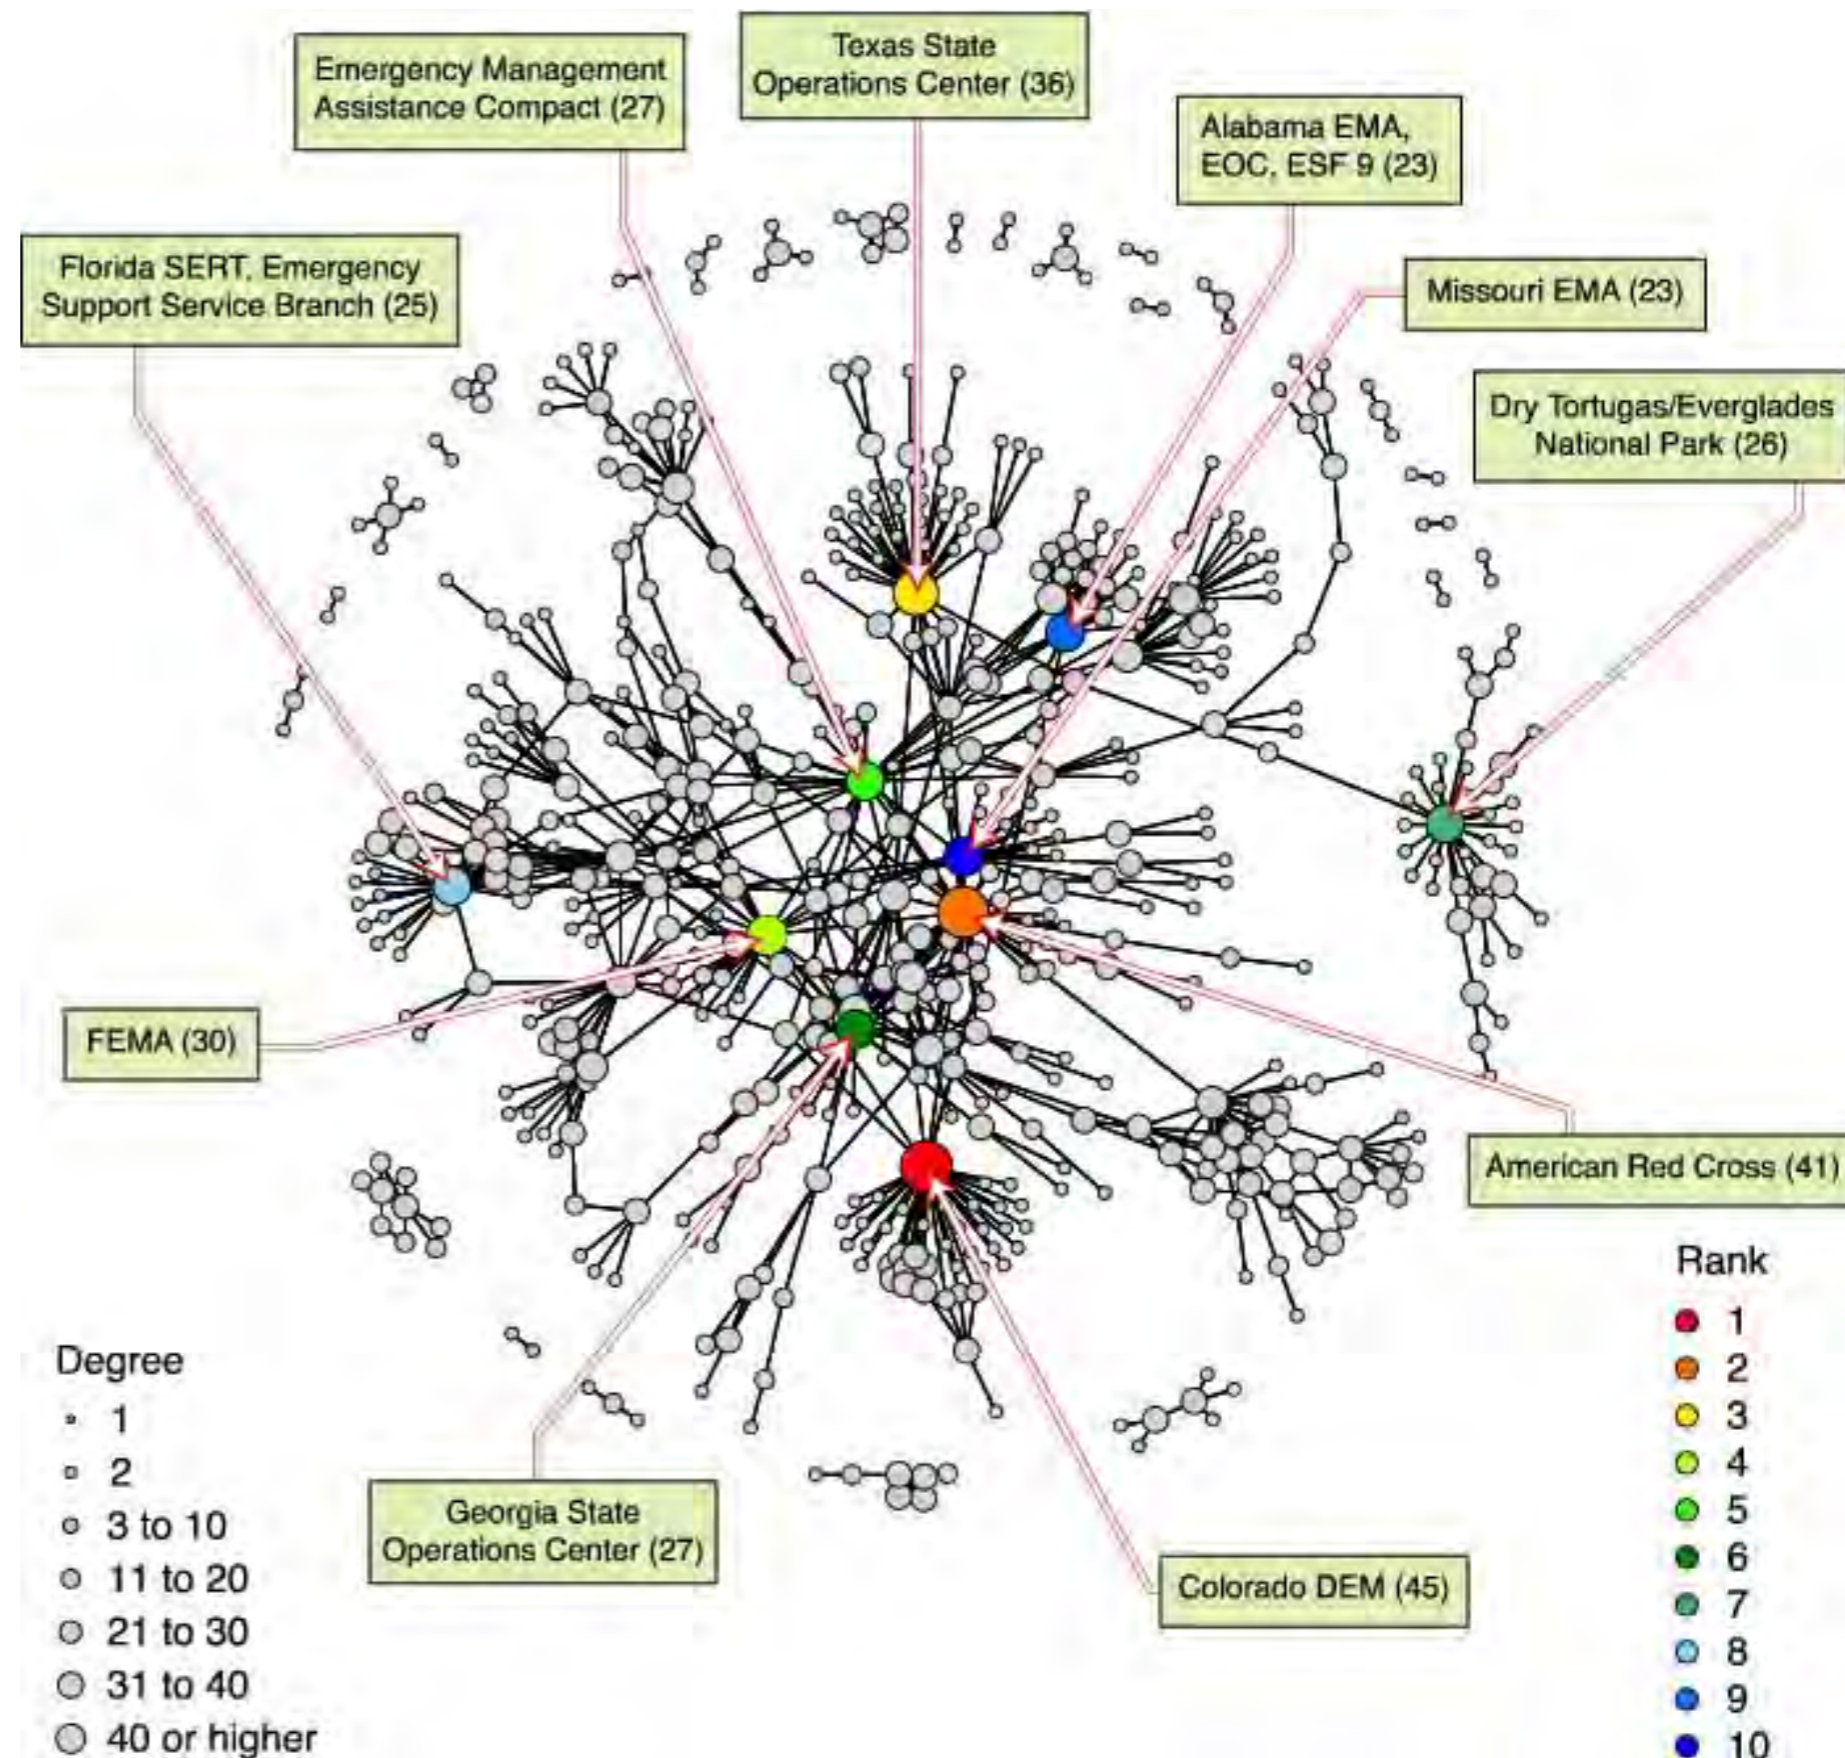 Texas State
Operations Center (36)
Emergency Management
Assistance Compact (27)
Alabama EMA,
EOC, ESF 9 (23)
Florida SERT, Emergency
Support Service Branch (25)
Missouri EMA (23)
Dry Tortugas/Everglades
National Park (26)
FEMA (30)
American Red Cross (41)
Georgia State
Operations Center (27)
Colorado DEM (45)
Degree
1
2
3 to 10
11 to 20
21 to 30
31 to 40
40 or higher
Rank
1
2
3
4
5
6
7
8
9
10